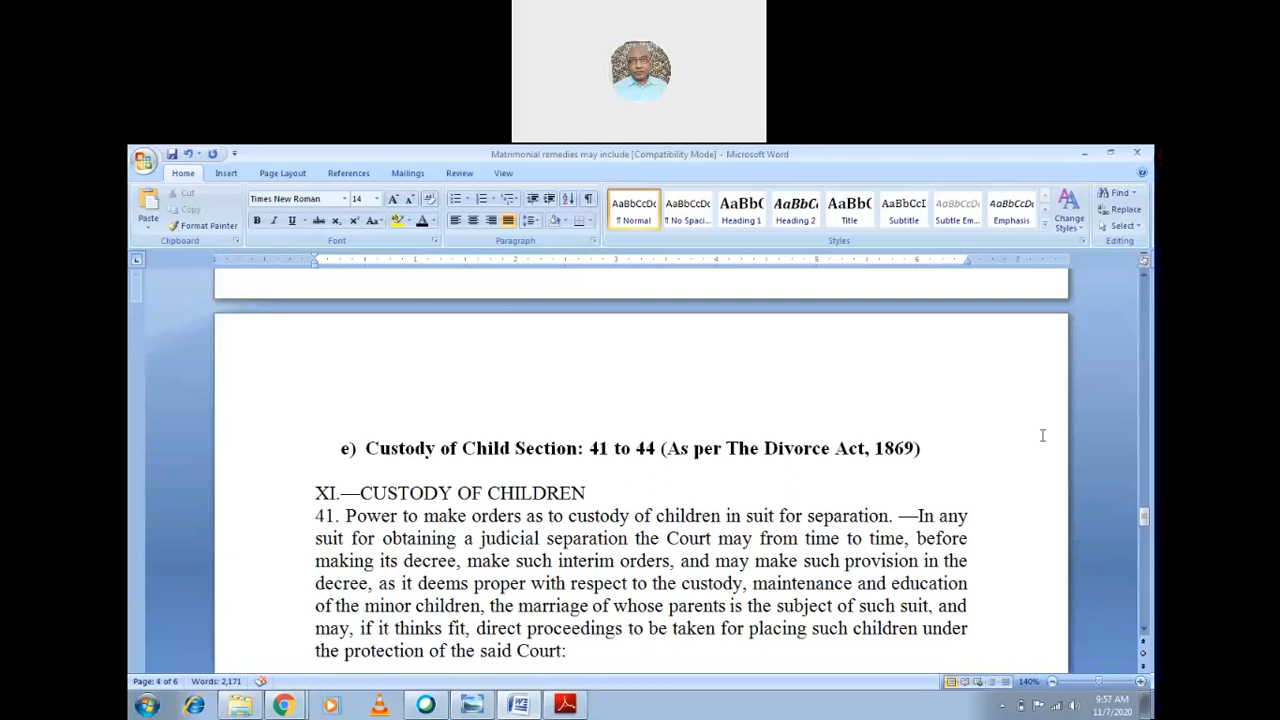 Matrimonial remedies may include [Compatibility Mode] - Microsoft Word
Home Insert Page Layout References Mailings Review View
Paste Cut Copy Format Painter
Clipboard
Times New Roman 14
Font
Paragraph
AaBbCcDc AaBbCcDc AaBbC AaBbCc AaBbC AaBbCcI AaBbCcDc AaBbCcDc
¶ Normal ¶ No Spaci... Heading 1 Heading 2 Title Subtitle Subtle Em... Emphasis
Change Styles
Styles
Find
Replace
Select
Editing
e) Custody of Child Section: 41 to 44 (As per The Divorce Act, 1869)
XI.—CUSTODY OF CHILDREN
41. Power to make orders as to custody of children in suit for separation. —In any
suit for obtaining a judicial separation the Court may from time to time, before
making its decree, make such interim orders, and may make such provision in the
decree, as it deems proper with respect to the custody, maintenance and education
of the minor children, the marriage of whose parents is the subject of such suit, and
may, if it thinks fit, direct proceedings to be taken for placing such children under
the protection of the said Court:
Page: 4 of 6 Words: 2,171 140%
9:57 AM
11/7/2020